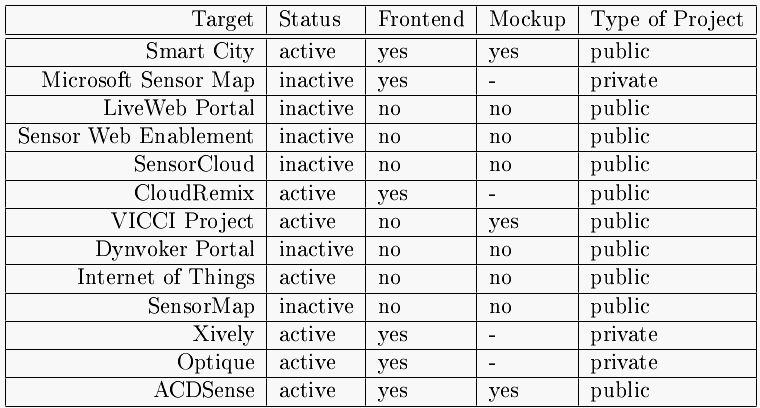 Target Status Frontend Mockup Type of Project
Smart City active yes yes public
Microsoft Sensor Map inactive yes - private
LiveWeb Portal inactive no no public
Sensor Web Enablement inactive no no public
SensorCloud inactive no no public
CloudRemix active yes - public
VICCI Project active no yes public
Dynvoker Portal inactive no no public
Internet of Things active no no public
SensorMap inactive no no public
Xively active yes - private
Optique active yes - private
ACDSense active yes yes public